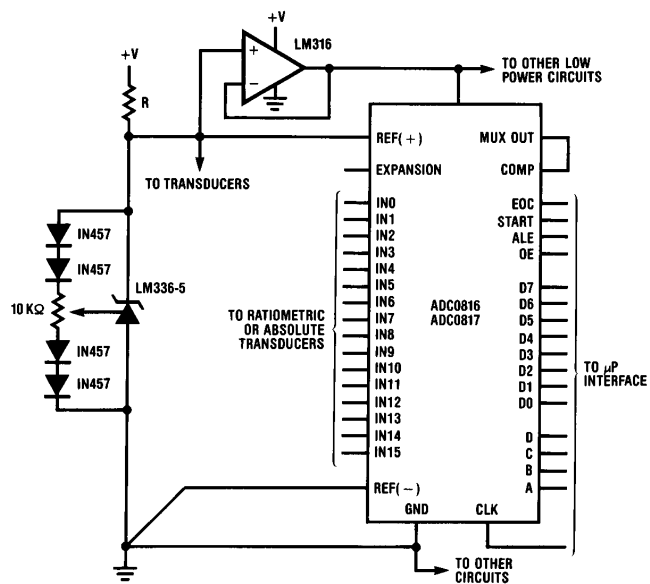 +V
LM316
+V
TO OTHER LOW
POWER CIRCUITS
+
−
R
REF(+)
MUX OUT
TO TRANSDUCERS
EXPANSION
COMP
IN0
EOC
IN457
IN1
START
IN2
ALE
IN457
IN3
OE
IN4
LM336-5
IN5
D7
10 KΩ
TO RATIOMETRIC
OR ABSOLUTE
TRANSDUCERS
IN6
ADC0816
ADC0817
D6
IN7
D5
IN457
IN8
D4
IN9
D3
IN457
IN10
D2
TO µP
INTERFACE
IN11
D1
IN12
D0
IN13
IN14
D
IN15
C
B
REF(−)
A
GND
CLK
TO OTHER
CIRCUITS